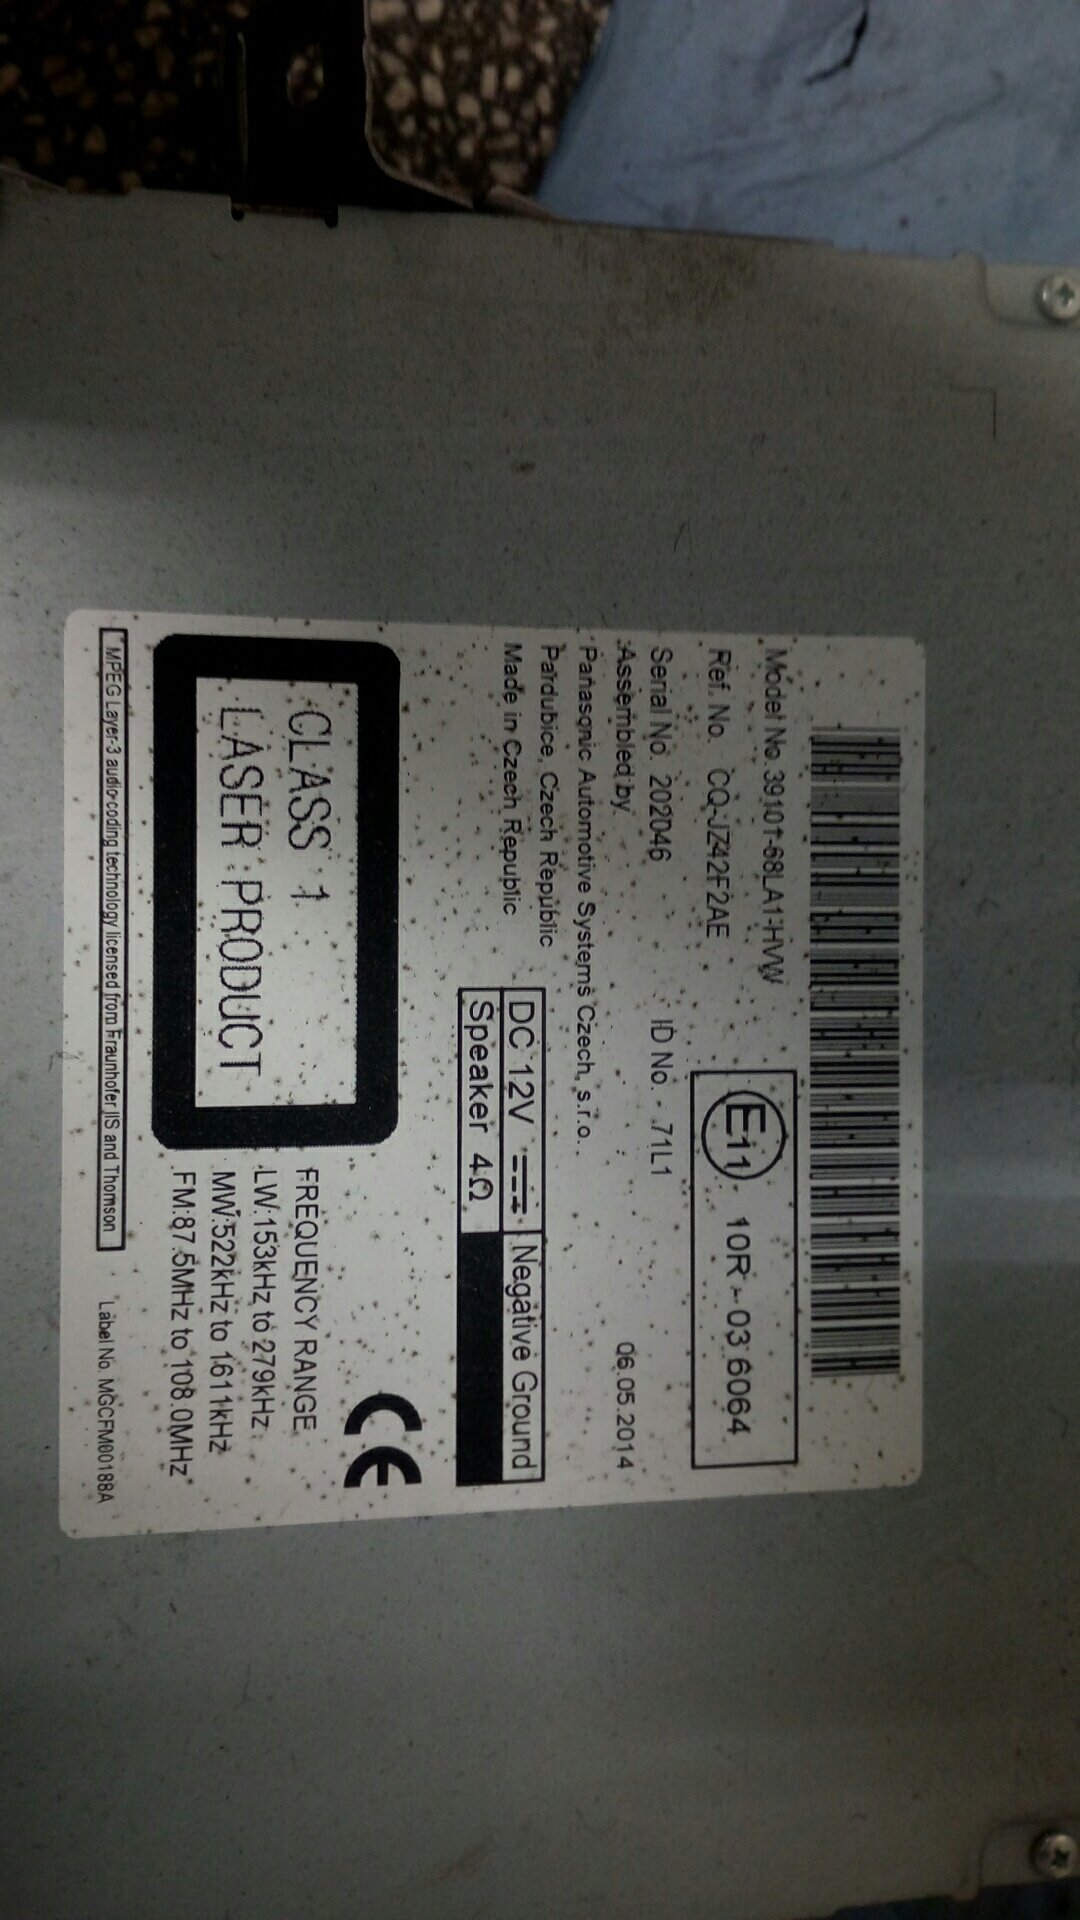 Model No. 39101-68LA1-HVW
Ref. No. CQ-JZ42F2AE
E11 10R-03 6064
Serial No. 202046 ID No. 71L1
Assembled by 06.05.2014
Panasonic Automotive Systems Czech, s.r.o.
Pardubice, Czech Republic
Made in Czech Republic
DC 12V Negative Ground
Speaker 4Ω
CE
CLASS 1
LASER PRODUCT
FREQUENCY RANGE
LW:153kHz to 279kHz
MW:522kHz to 1611kHz
FM:87.5MHz to 108.0MHz
MPEG Layer-3 audio coding technology licensed from Fraunhofer IIS and Thomson
Label No. MGCFM00188A